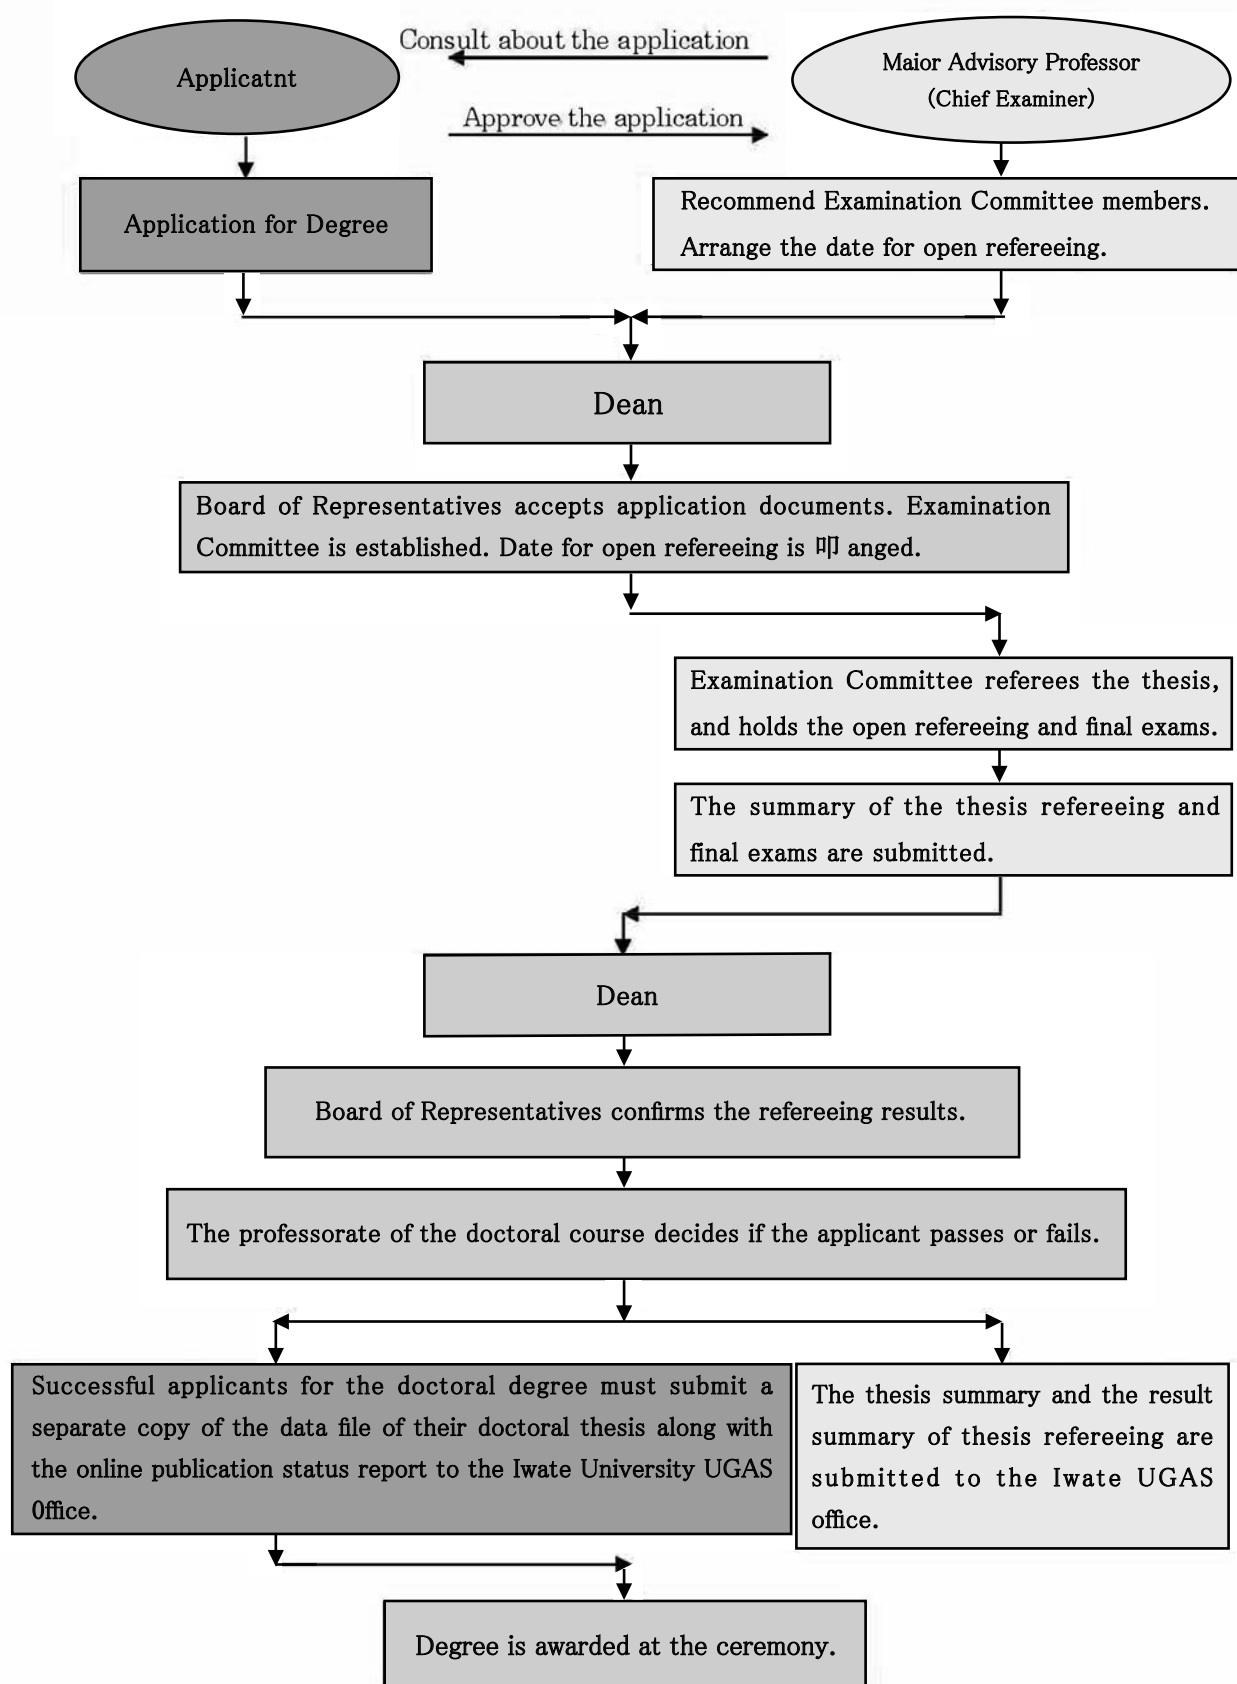 Applicatnt
Consult about the application
Approve the application
Maior Advisory Professor
(Chief Examiner)
Application for Degree
Recommend Examination Committee members.
Arrange the date for open refereeing.
Dean
Board of Representatives accepts application documents. Examination
Committee is established. Date for open refereeing is 叩 anged.
Examination Committee referees the thesis,
and holds the open refereeing and final exams.
The summary of the thesis refereeing and
final exams are submitted.
Dean
Board of Representatives confirms the refereeing results.
The professorate of the doctoral course decides if the applicant passes or fails.
Successful applicants for the doctoral degree must submit a
separate copy of the data file of their doctoral thesis along with
the online publication status report to the Iwate University UGAS
0ffice.
The thesis summary and the result
summary of thesis refereeing are
submitted to the Iwate UGAS
office.
Degree is awarded at the ceremony.